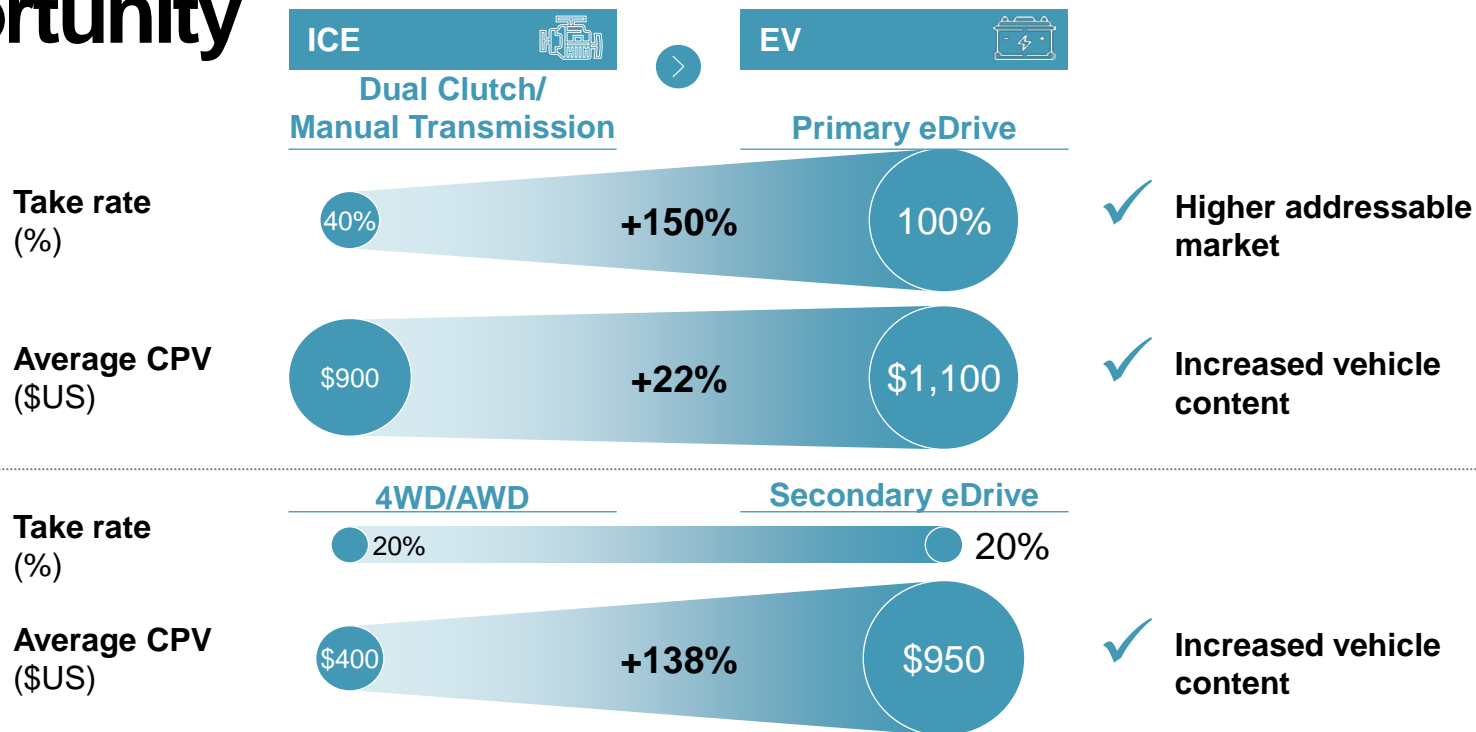 ICE
EV
Dual Clutch/
Manual Transmission
Primary eDrive
Take rate
(%)
40%
+150%
100%
Higher addressable
market
Average CPV
($US)
$900
+22%
$1,100
Increased vehicle
content
4WD/AWD
Secondary eDrive
Take rate
(%)
20%
20%
Average CPV
($US)
$400
+138%
$950
Increased vehicle
content